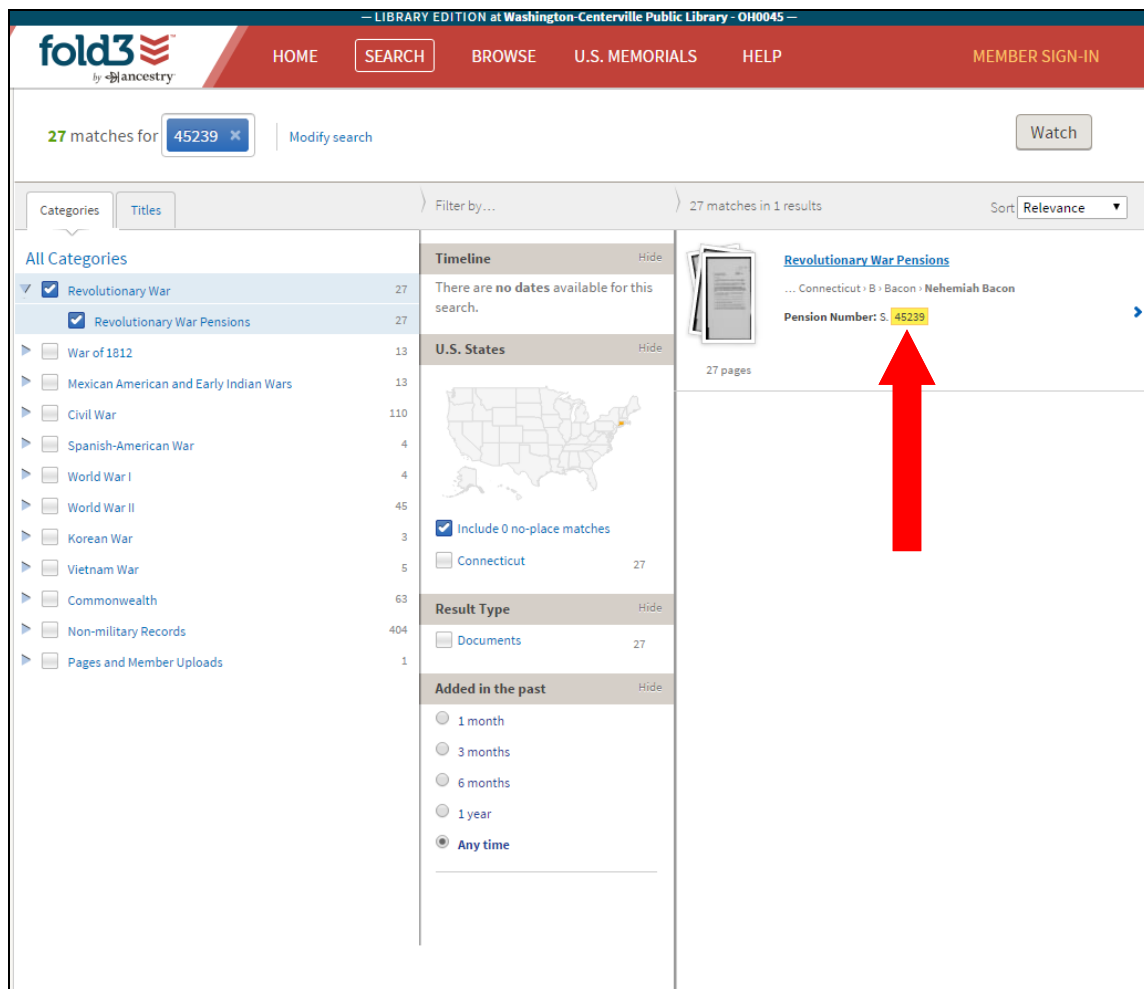 — LIBRARY EDITION at Washington-Centerville Public Library - OH0045 —
fold3™
by ancestry
HOME SEARCH BROWSE U.S. MEMORIALS HELP MEMBER SIGN-IN
27 matches for 45239 × Modify search Watch
Categories Titles
All Categories
Revolutionary War 27
Revolutionary War Pensions 27
War of 1812 13
Mexican American and Early Indian Wars 13
Civil War 110
Spanish-American War 4
World War I 4
World War II 45
Korean War 3
Vietnam War 5
Commonwealth 63
Non-military Records 404
Pages and Member Uploads 1
Filter by...
Timeline Hide
There are no dates available for this
search.
U.S. States Hide
Include 0 no-place matches
Connecticut 27
Result Type Hide
Documents 27
Added in the past Hide
1 month
3 months
6 months
1 year
Any time
27 matches in 1 results Sort Relevance
Revolutionary War Pensions
... Connecticut › B › Bacon › Nehemiah Bacon
Pension Number: S. 45239
27 pages